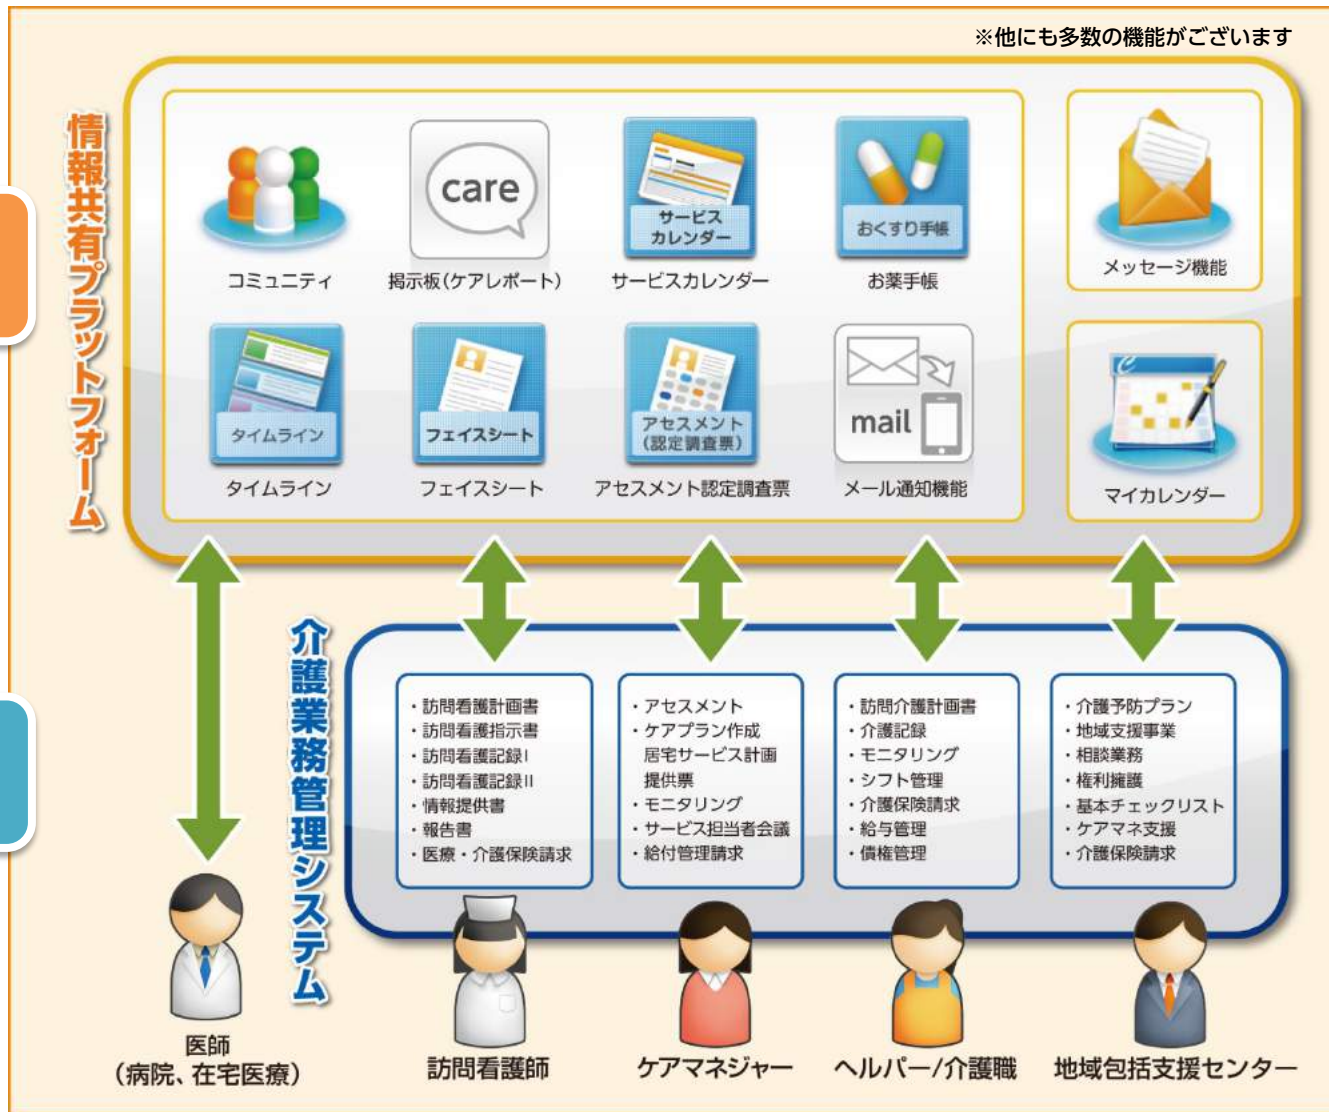 ※他にも多数の機能がございます
情報共有プラットフォーム
care
サービス
カレンダー
おくすり手帳
コミュニティ
掲示板(ケアレポート)
サービスカレンダー
お薬手帳
メッセージ機能
タイムライン
フェイスシート
アセスメント
(認定調査票)
mail
タイムライン
フェイスシート
アセスメント認定調査票
メール通知機能
マイカレンダー
介護業務管理システム
・訪問看護計画書
・訪問看護指示書
・訪問看護記録I
・訪問看護記録II
・情報提供書
・報告書
・医療・介護保険請求
・アセスメント
・ケアプラン作成
居宅サービス計画
提供票
・モニタリング
・サービス担当者会議
・給付管理請求
・訪問介護計画書
・介護記録
・モニタリング
・シフト管理
・介護保険請求
・給与管理
・債権管理
・介護予防プラン
・地域支援事業
・相談業務
・権利擁護
・基本チェックリスト
・ケアマネ支援
・介護保険請求
医師
(病院、在宅医療)
訪問看護師
ケアマネジャー
ヘルパー/介護職
地域包括支援センター